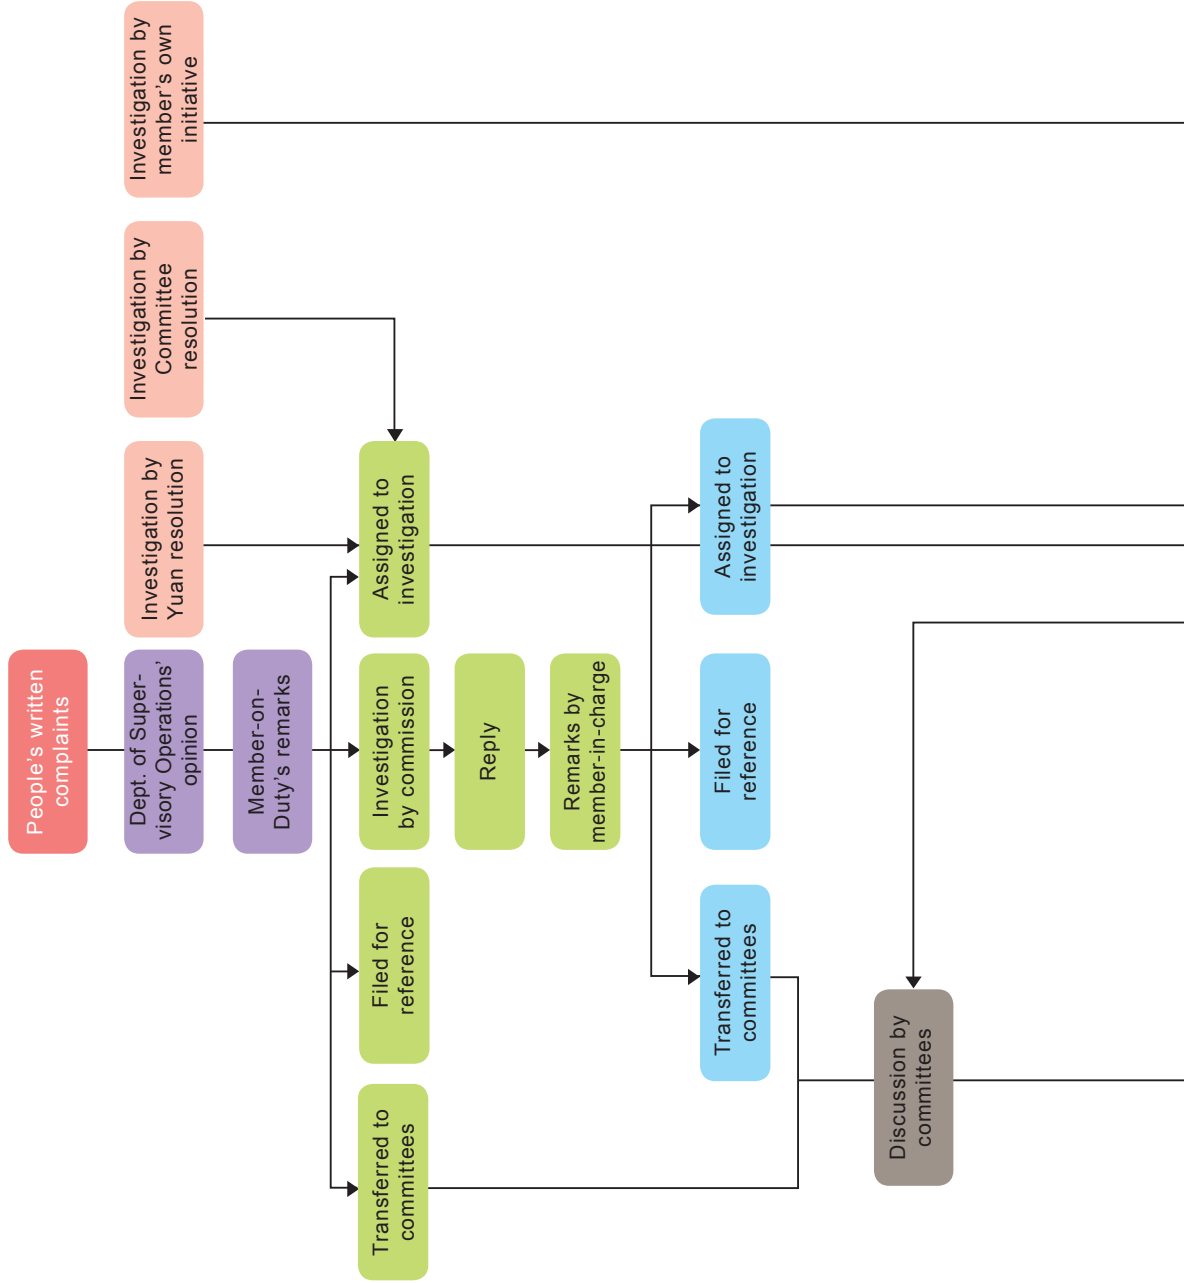 People's written
complaints
Dept. of Super-
visory Operations'
opinion
Investigation by
Yuan resolution
Investigation by
Committee
resolution
Investigation by
member's own
initiative
Member-on-
Duty's remarks
Transferred to
committees
Filed for
reference
Investigation
by commission
Assigned to
investigation
Reply
Remarks by
member-in-charge
Transferred to
committees
Filed for
reference
Assigned to
investigation
Discussion by
committees